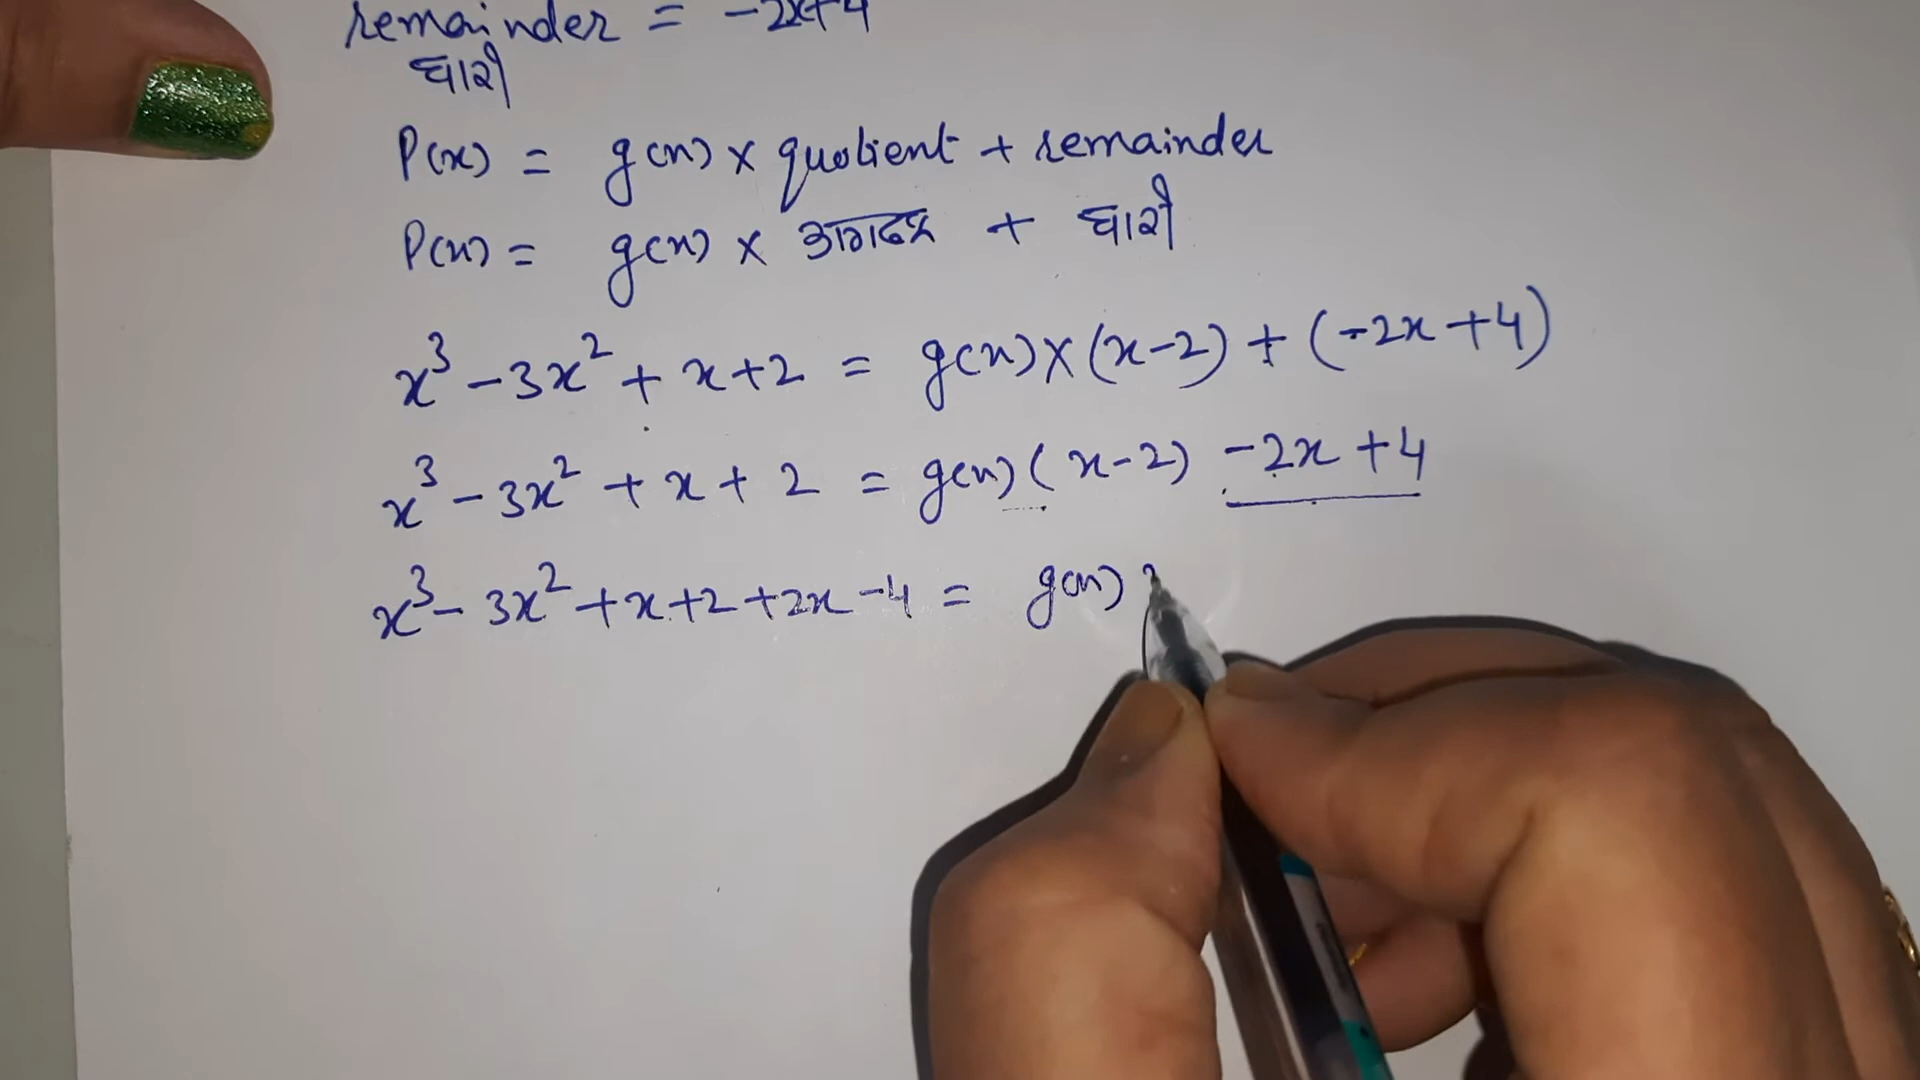 remainder = -2x+4
ਬਾਕੀ
P(x) = g(x) × quotient + remainder
P(x) = g(x) × +
x³ - 3x² + x + 2 = g(x) × (x-2) + (-2x+4)
x³ - 3x² + x + 2 = g(x) (x-2) -2x + 4
x³ - 3x² + x + 2 + 2x - 4 = g(x)